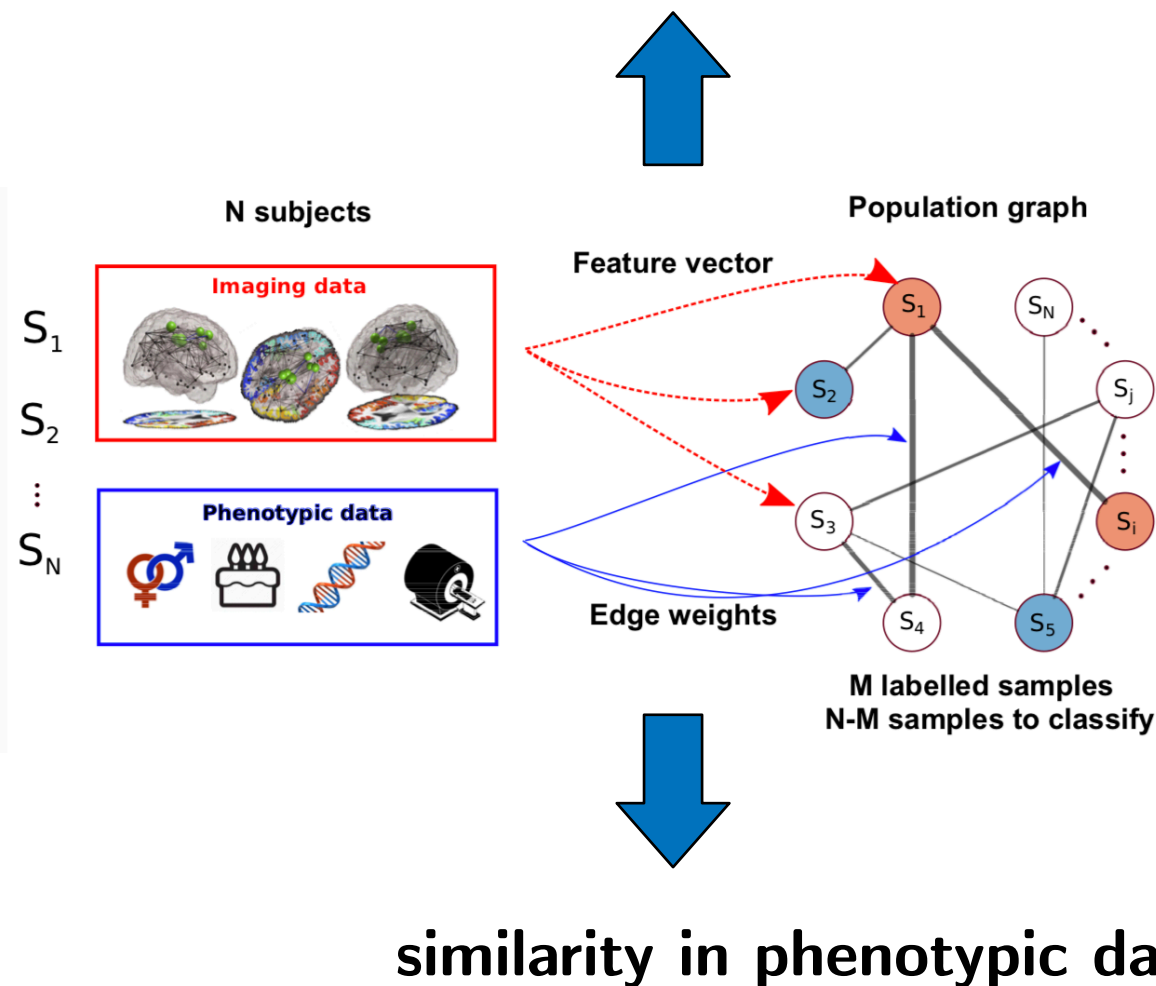 N subjects
Population graph
Feature vector
Imaging data
S1
S2
⋮
SN
Phenotypic data
Edge weights
S1
SN
S2
Sj
S3
Si
S4
S5
M labelled samples
N-M samples to classify
similarity in phenotypic da